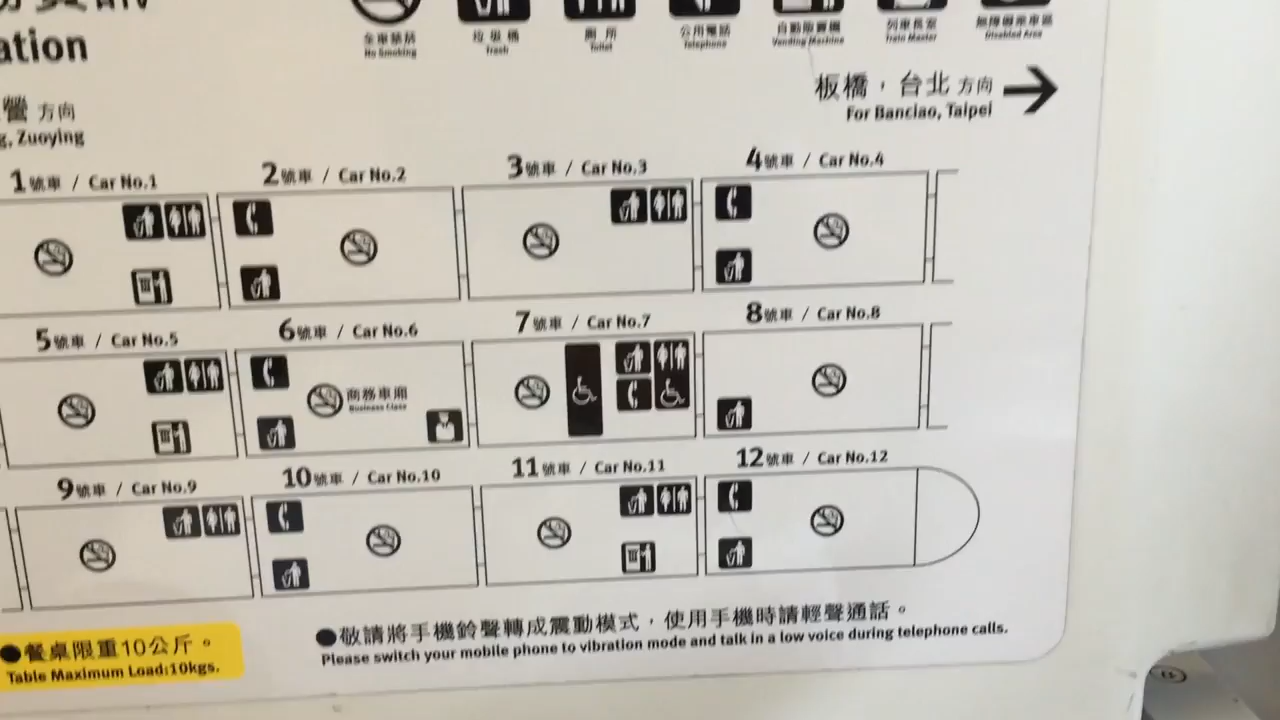 ation
全車禁菸
No Smoking
垃圾桶
Trash
廁所
Toilet
公用電話
Telephone
自動販賣機
Vending Machine
列車長室
Train Master
無障礙乘車區
Disabled Area
板橋，台北 方向
For Banciao, Taipei
營 方向
g, Zuoying
1號車 / Car No.1
2號車 / Car No.2
3號車 / Car No.3
4號車 / Car No.4
5號車 / Car No.5
6號車 / Car No.6
7號車 / Car No.7
8號車 / Car No.8
商務車廂
Business Class
9號車 / Car No.9
10號車 / Car No.10
11號車 / Car No.11
12號車 / Car No.12
●餐桌限重10公斤。
Table Maximum Load:10kgs.
●敬請將手機鈴聲轉成震動模式，使用手機時請輕聲通話。
Please switch your mobile phone to vibration mode and talk in a low voice during telephone calls.